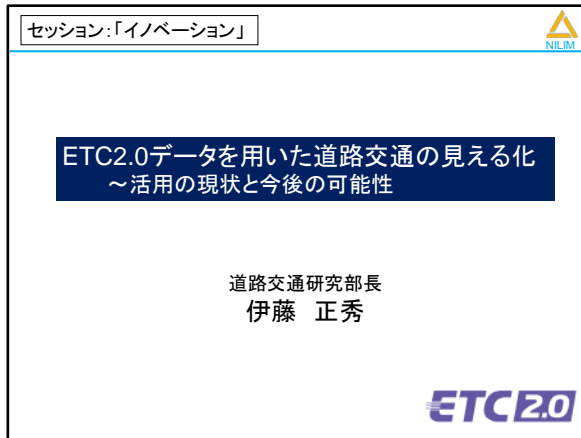 セッション:「イノベーション」
NILIM
ETC2.0データを用いた道路交通の見える化
～活用の現状と今後の可能性
道路交通研究部長
伊藤 正秀
ETC 2.0